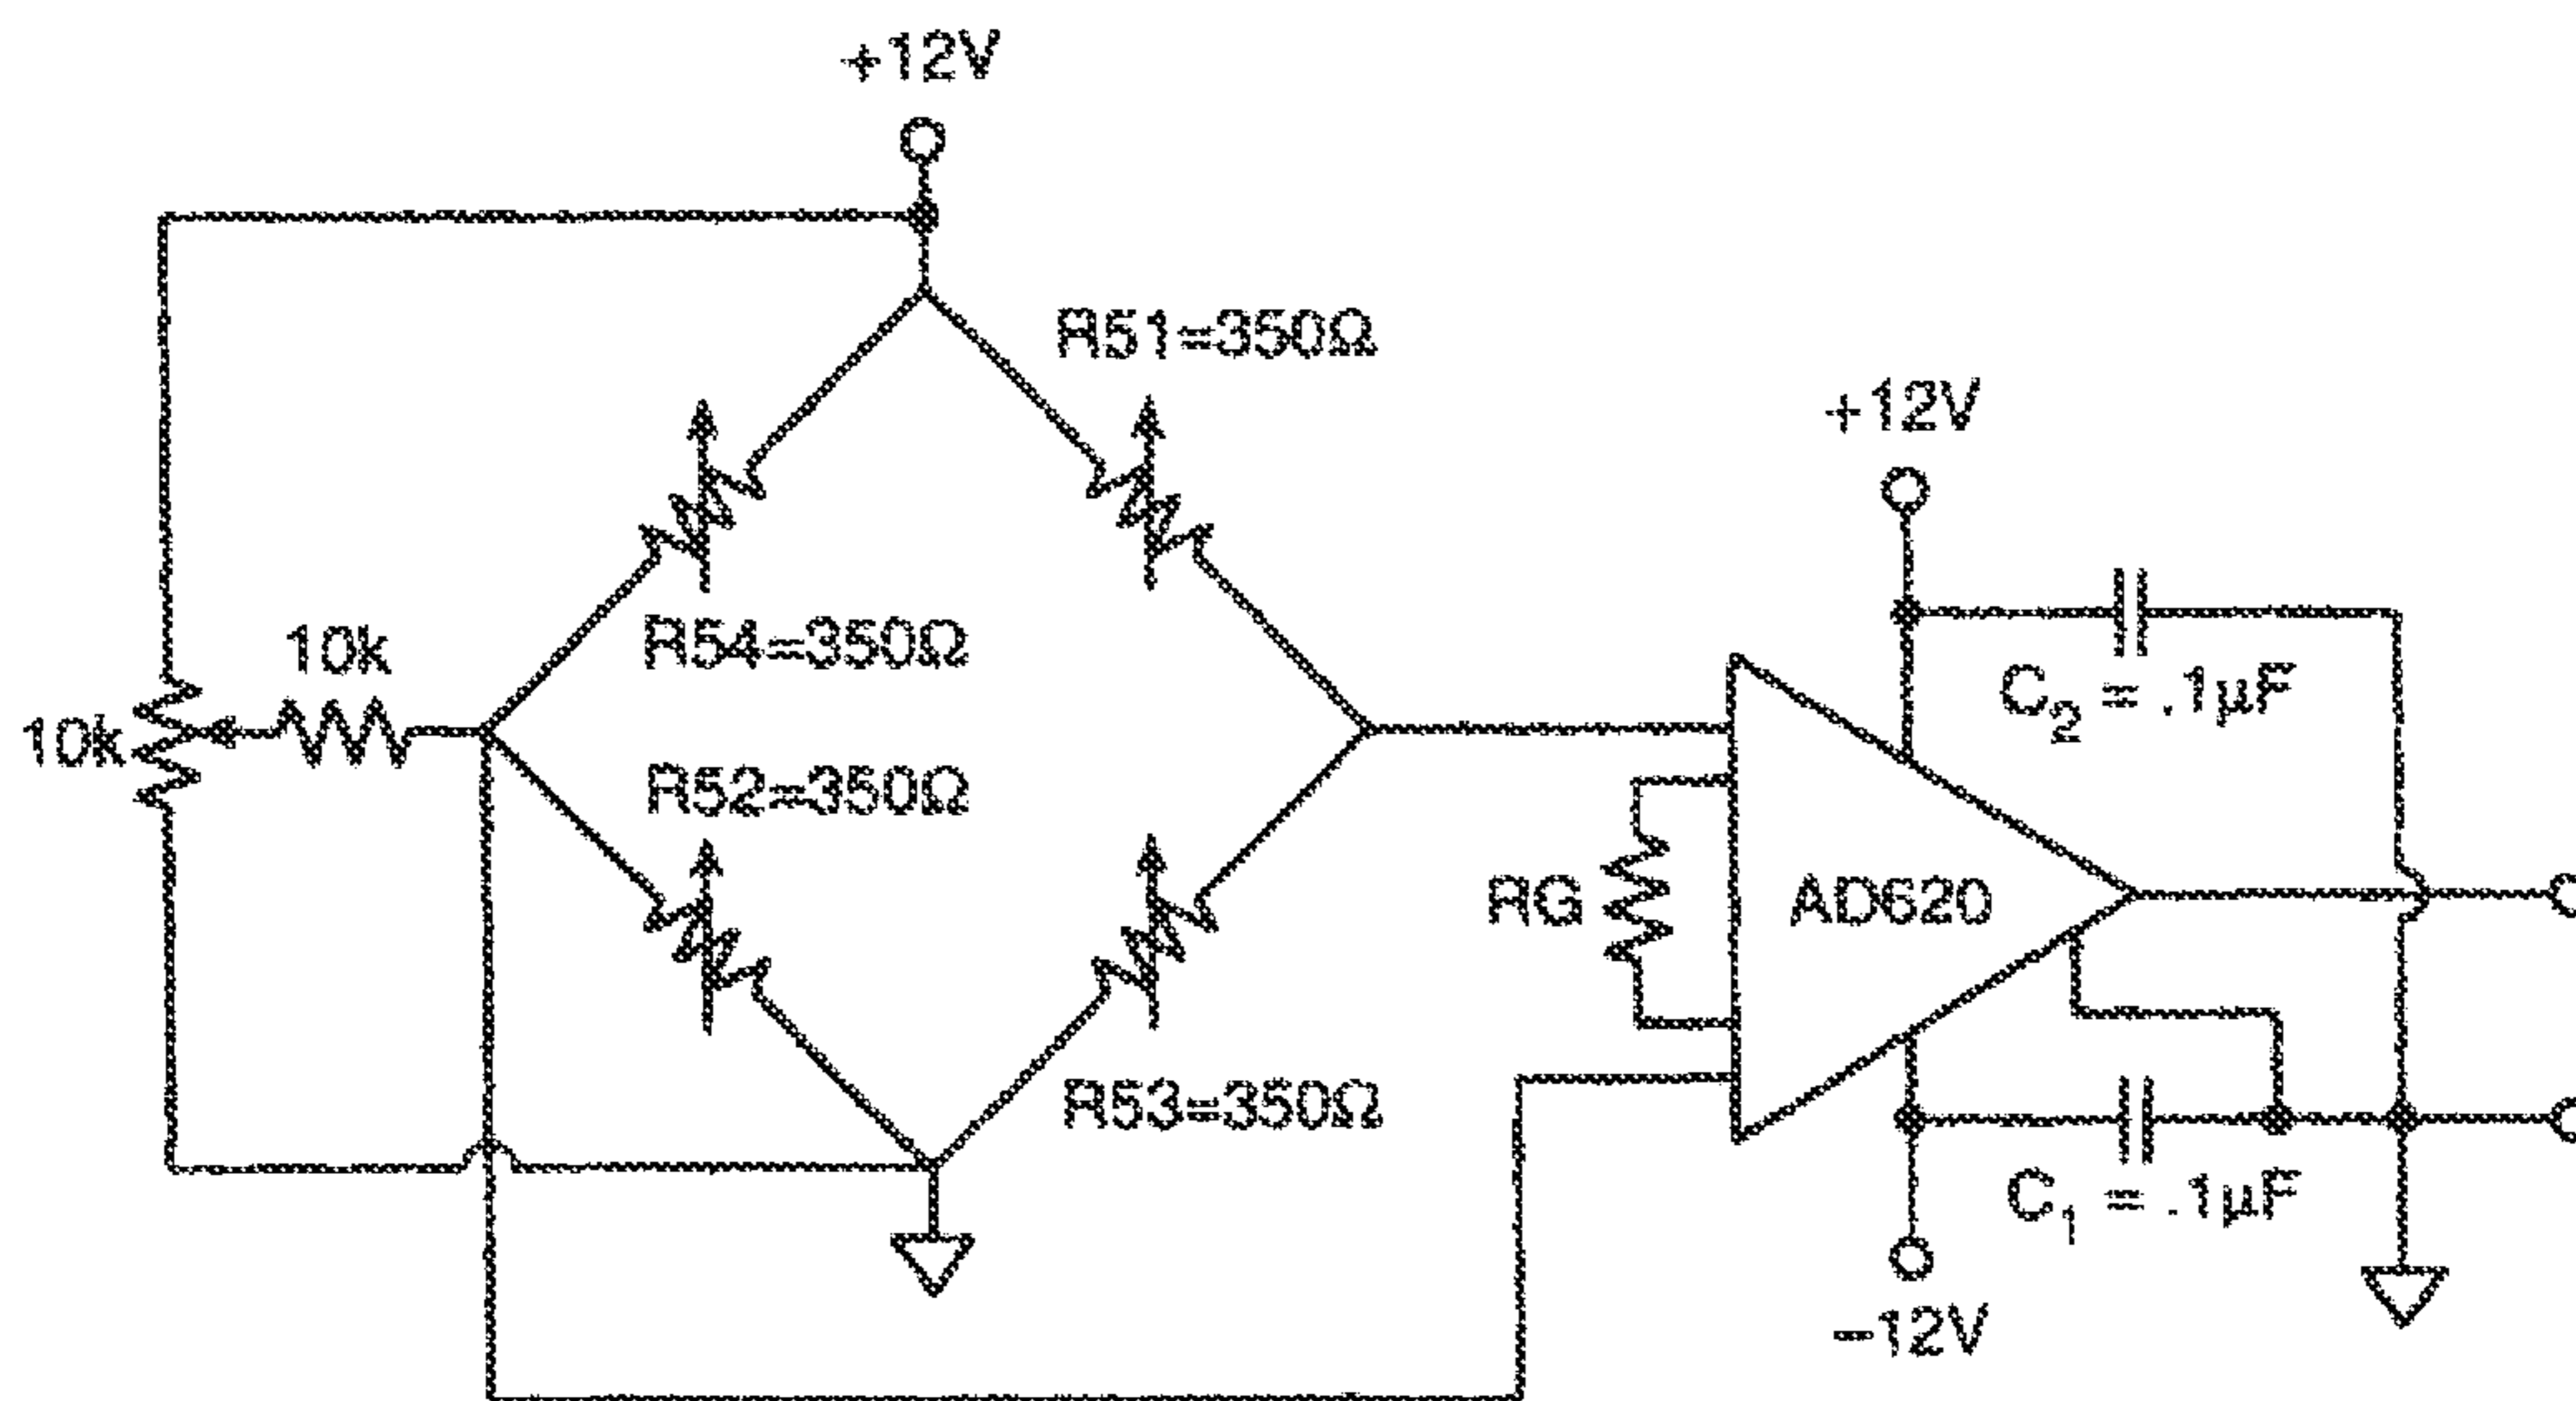 +12V
R51=350Ω
+12V
10k
R54=350Ω
C₂ = .1µF
10k
R52=350Ω
RG
AD620
R53=350Ω
C₁ = .1µF
−12V